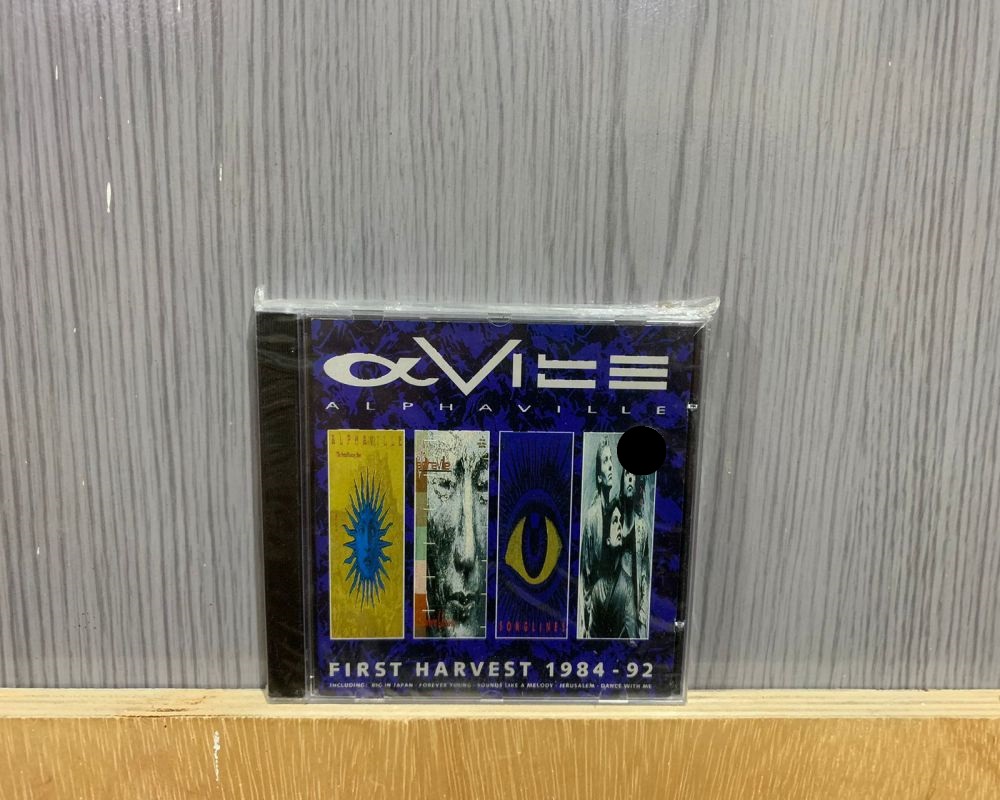 αVITE
ALPHAVILLE
ALPHAVILLE
SONGLINES
FIRST HARVEST 1984-92
INCLUDING: BIG IN JAPAN · FOREVER YOUNG · SOUNDS LIKE A MELODY · JERUSALEM · DANCE WITH ME